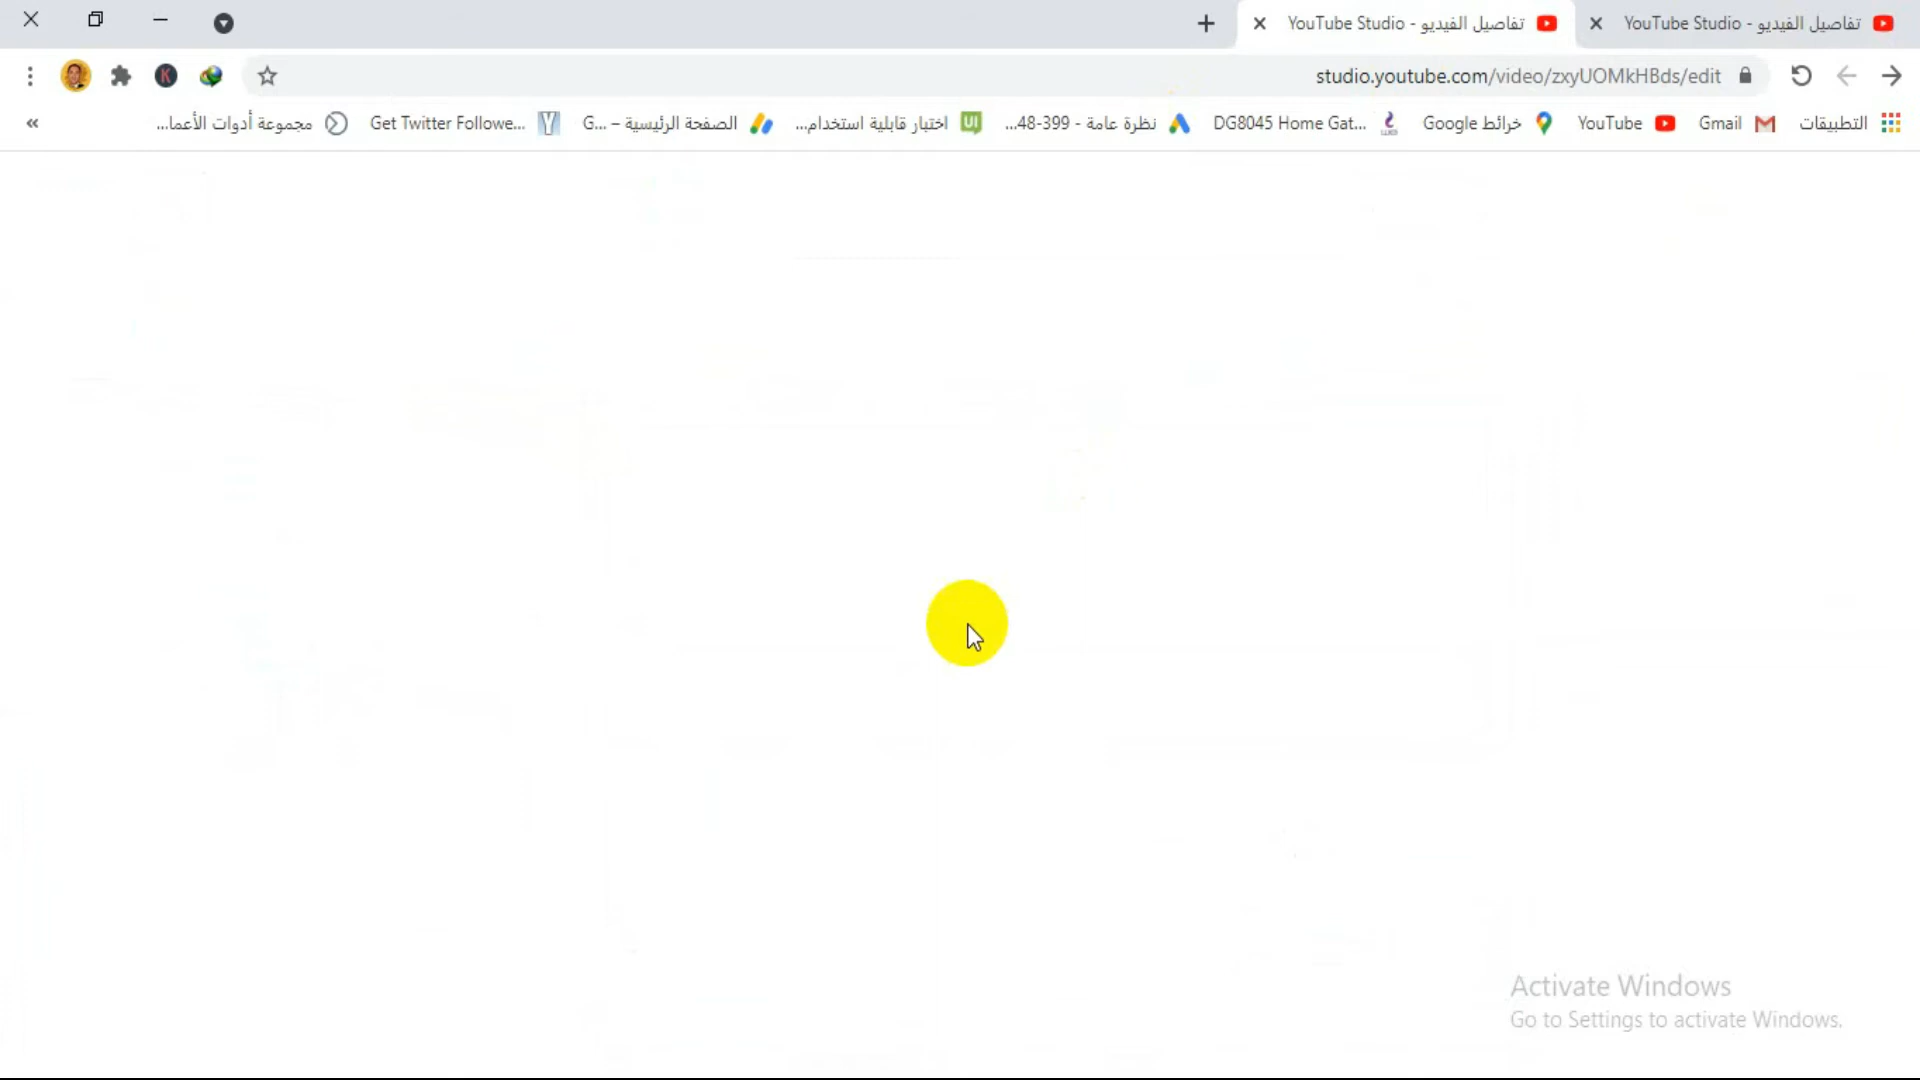 YouTube Studio - تفاصيل الفيديو
YouTube Studio - تفاصيل الفيديو
studio.youtube.com/video/zxyUOMkHBds/edit
التطبيقات
Gmail
YouTube
خرائط Google
DG8045 Home Gat...
نظرة عامة - 399-48...
اختبار قابلية استخدام...
الصفحة الرئيسية – G...
Get Twitter Followe...
مجموعة أدوات الأعما...
Activate Windows
Go to Settings to activate Windows.